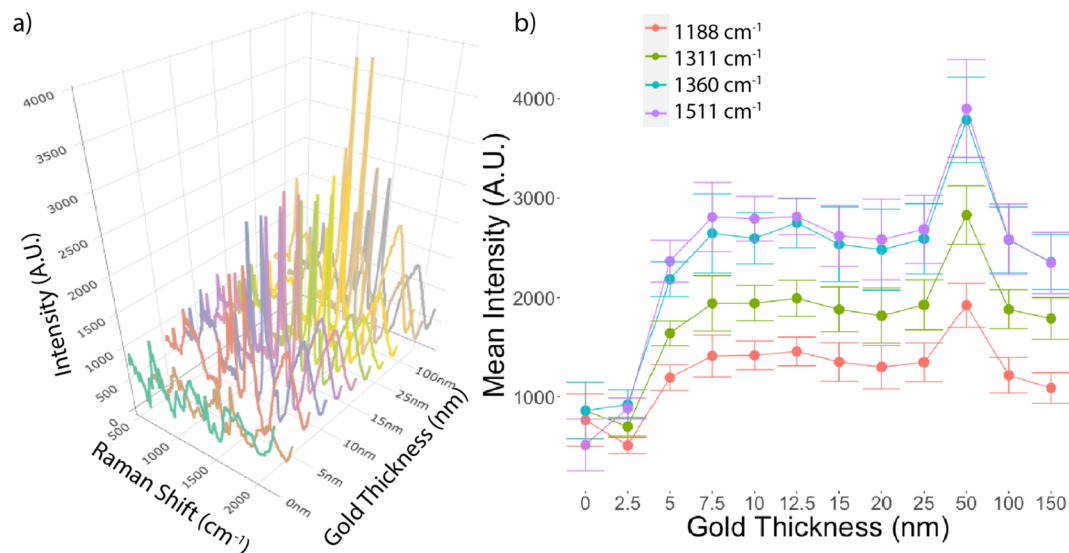 a)
4000
3500
3000
2500
2000
1500
1000
500
0
Intensity (A.U.)
500
1000
1500
2000
Raman Shift (cm⁻¹)
0nm
5nm
10nm
15nm
25nm
100nm
Gold Thickness (nm)
b)
1188 cm⁻¹
1311 cm⁻¹
1360 cm⁻¹
1511 cm⁻¹
4000
3000
2000
1000
Mean Intensity (A.U.)
0 2.5 5 7.5 10 12.5 15 20 25 50 100 150
Gold Thickness (nm)